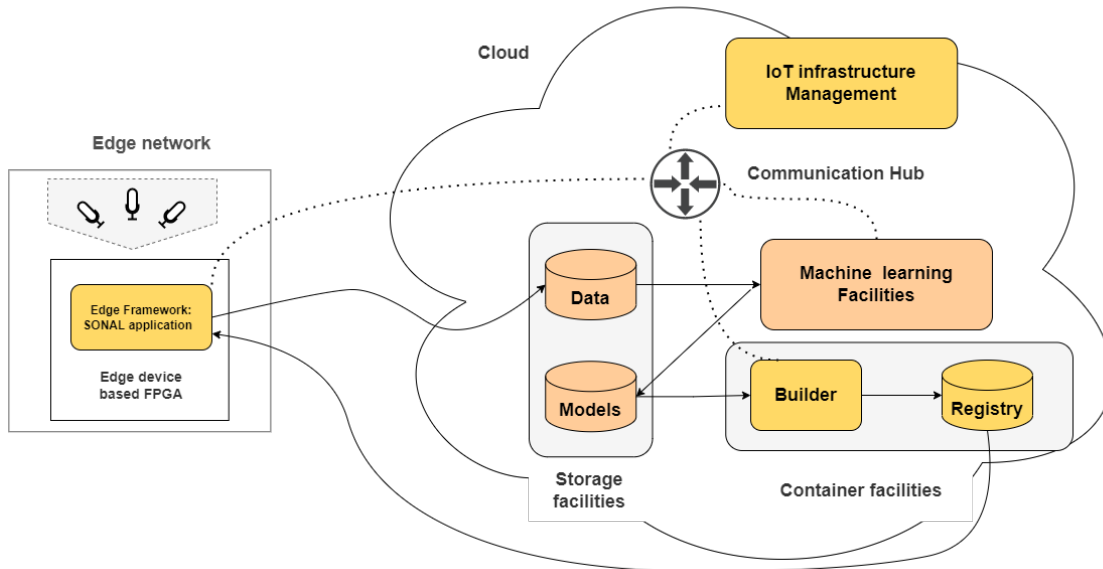 Cloud
IoT infrastructure
Management
Edge network
Communication Hub
Machine learning
Facilities
Data
Edge Framework:
SONAL application
Edge device
based FPGA
Models
Builder
Registry
Storage
facilities
Container facilities